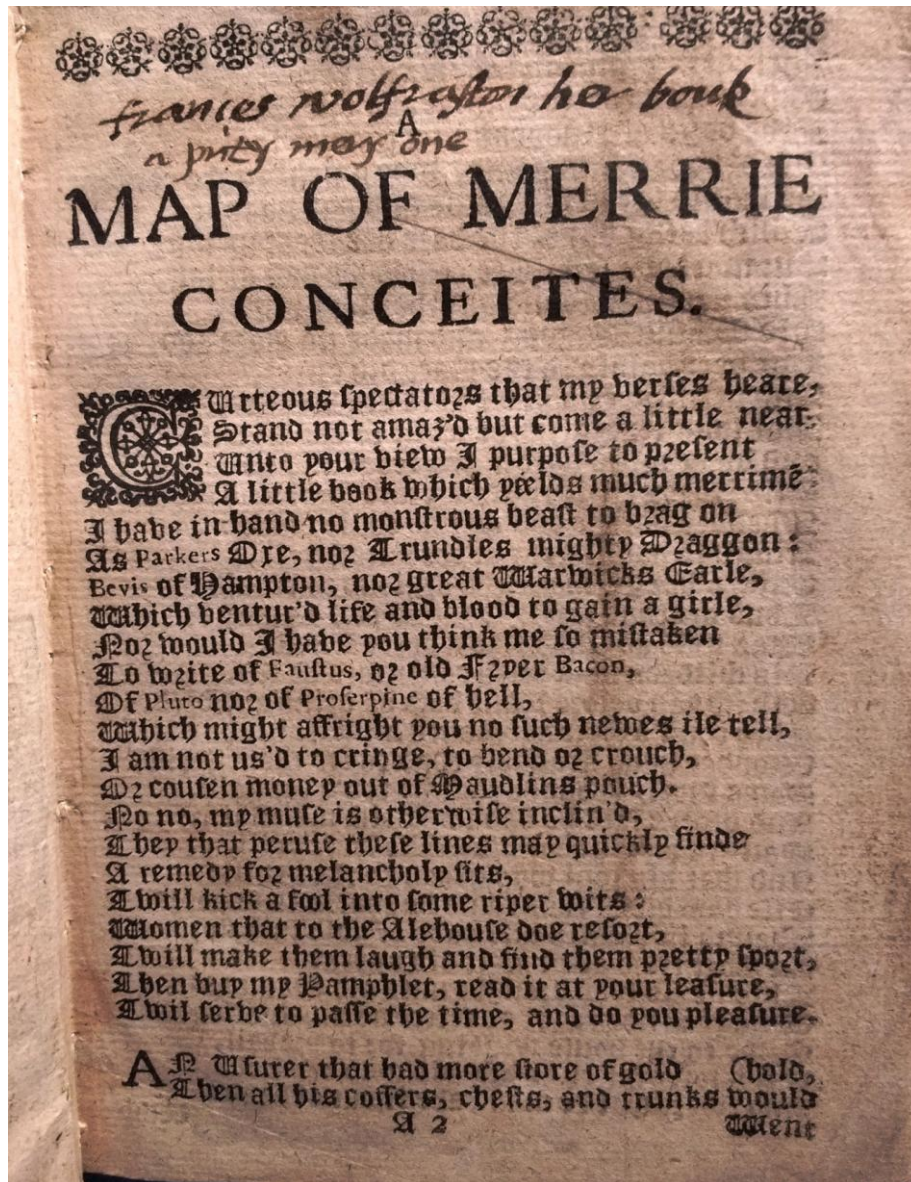 frances wolfraston her bouk
A
a prity mery one
MAP OF MERRIE
CONCEITES.
CUrteous ſpectators that my verſes heare,
Stand not amaz'd but come a little near.
Unto your view I purpoſe to preſent
A little book which yeelds much merrimẽ
I have in hand no monſtrous beaſt to brag on
As Parkers Oxe, nor Trundles mighty Draggon:
Bevis of Hampton, nor great Warwicks Earle,
Which ventur'd life and blood to gain a girle,
Nor would I have you think me ſo miſtaken
To write of Fauſtus, or old Fryer Bacon,
Of Pluto nor of Proſerpine of hell,
Which might affright you no ſuch newes ile tell,
I am not us'd to cringe, to bend or crouch,
Or couſen money out of Maudlins pouch.
No no, my muſe is otherwiſe inclin'd,
They that peruſe theſe lines may quickly finde
A remedy for melancholy fits,
Twill kick a fool into ſome riper wits:
Women that to the Alehouſe doe reſort,
Twill make them laugh and find them pretty ſport,
Then buy my Pamphlet, read it at your leaſure,
Twil ſerve to paſſe the time, and do you pleaſure.
AN Uſurer that had more ſtore of gold (hold,
Then all his coffers, cheſts, and trunks would
A 2 Went